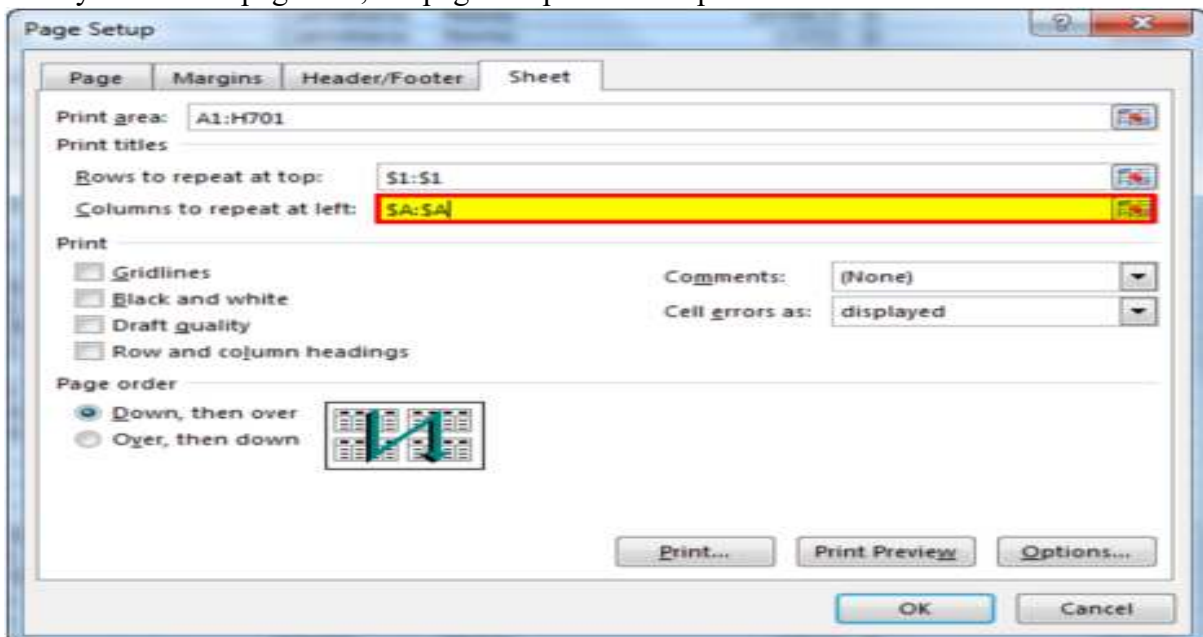 Page Setup
Page Margins Header/Footer Sheet
Print area: A1:H701
Print titles
Rows to repeat at top: $1:$1
Columns to repeat at left: $A:$A
Print
Gridlines
Black and white
Draft quality
Row and column headings
Comments: (None)
Cell errors as: displayed
Page order
Down, then over
Over, then down
Print... Print Preview Options...
OK Cancel